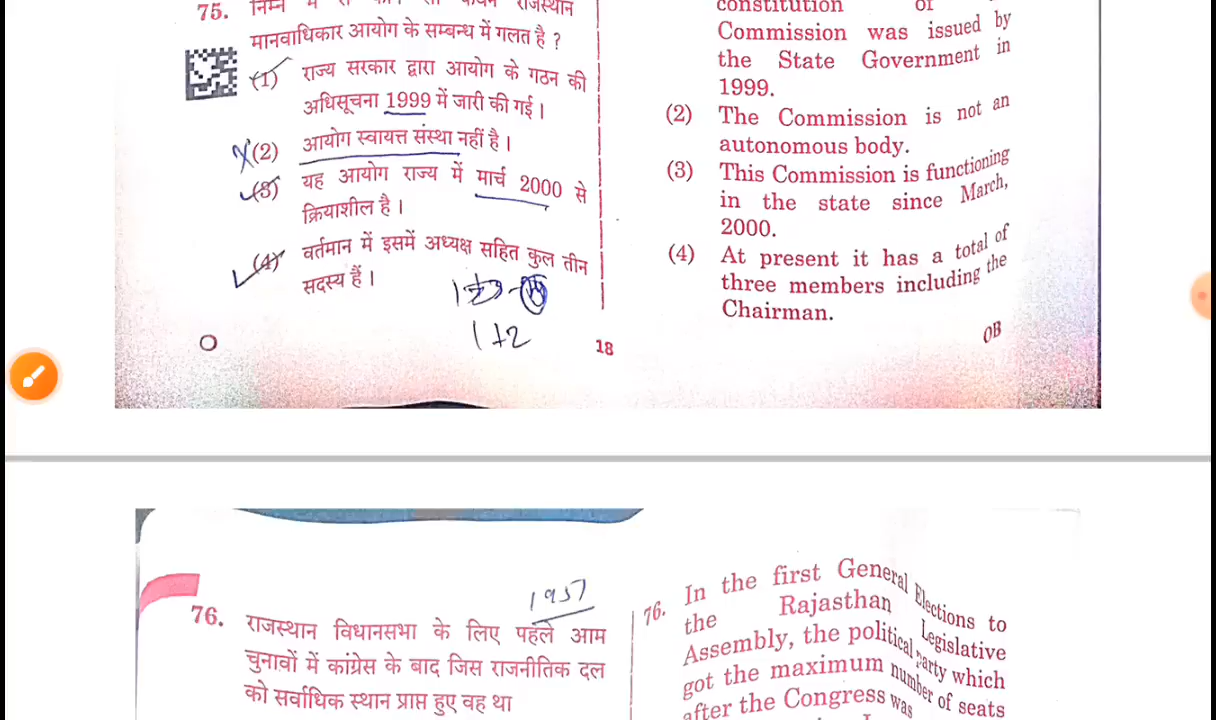 75. निम्न में से कौन सा कथन राजस्थान
मानवाधिकार आयोग के सम्बन्ध में गलत है ?
(1) राज्य सरकार द्वारा आयोग के गठन की
अधिसूचना 1999 में जारी की गई।
(2) आयोग स्वायत्त संस्था नहीं है।
(3) यह आयोग राज्य में मार्च 2000 से
क्रियाशील है।
(4) वर्तमान में इसमें अध्यक्ष सहित कुल तीन
सदस्य हैं।
1+2
constitution of
Commission was issued by
the State Government in
1999.
(2) The Commission is not an
autonomous body.
(3) This Commission is functioning
in the state since March,
2000.
(4) At present it has a total of
three members including the
Chairman.
18
OB
1957
76. राजस्थान विधानसभा के लिए पहले आम
चुनावों में कांग्रेस के बाद जिस राजनीतिक दल
को सर्वाधिक स्थान प्राप्त हुए वह था
76. In the first General Elections to
the Rajasthan Legislative
Assembly, the political party which
got the maximum number of seats
after the Congress was